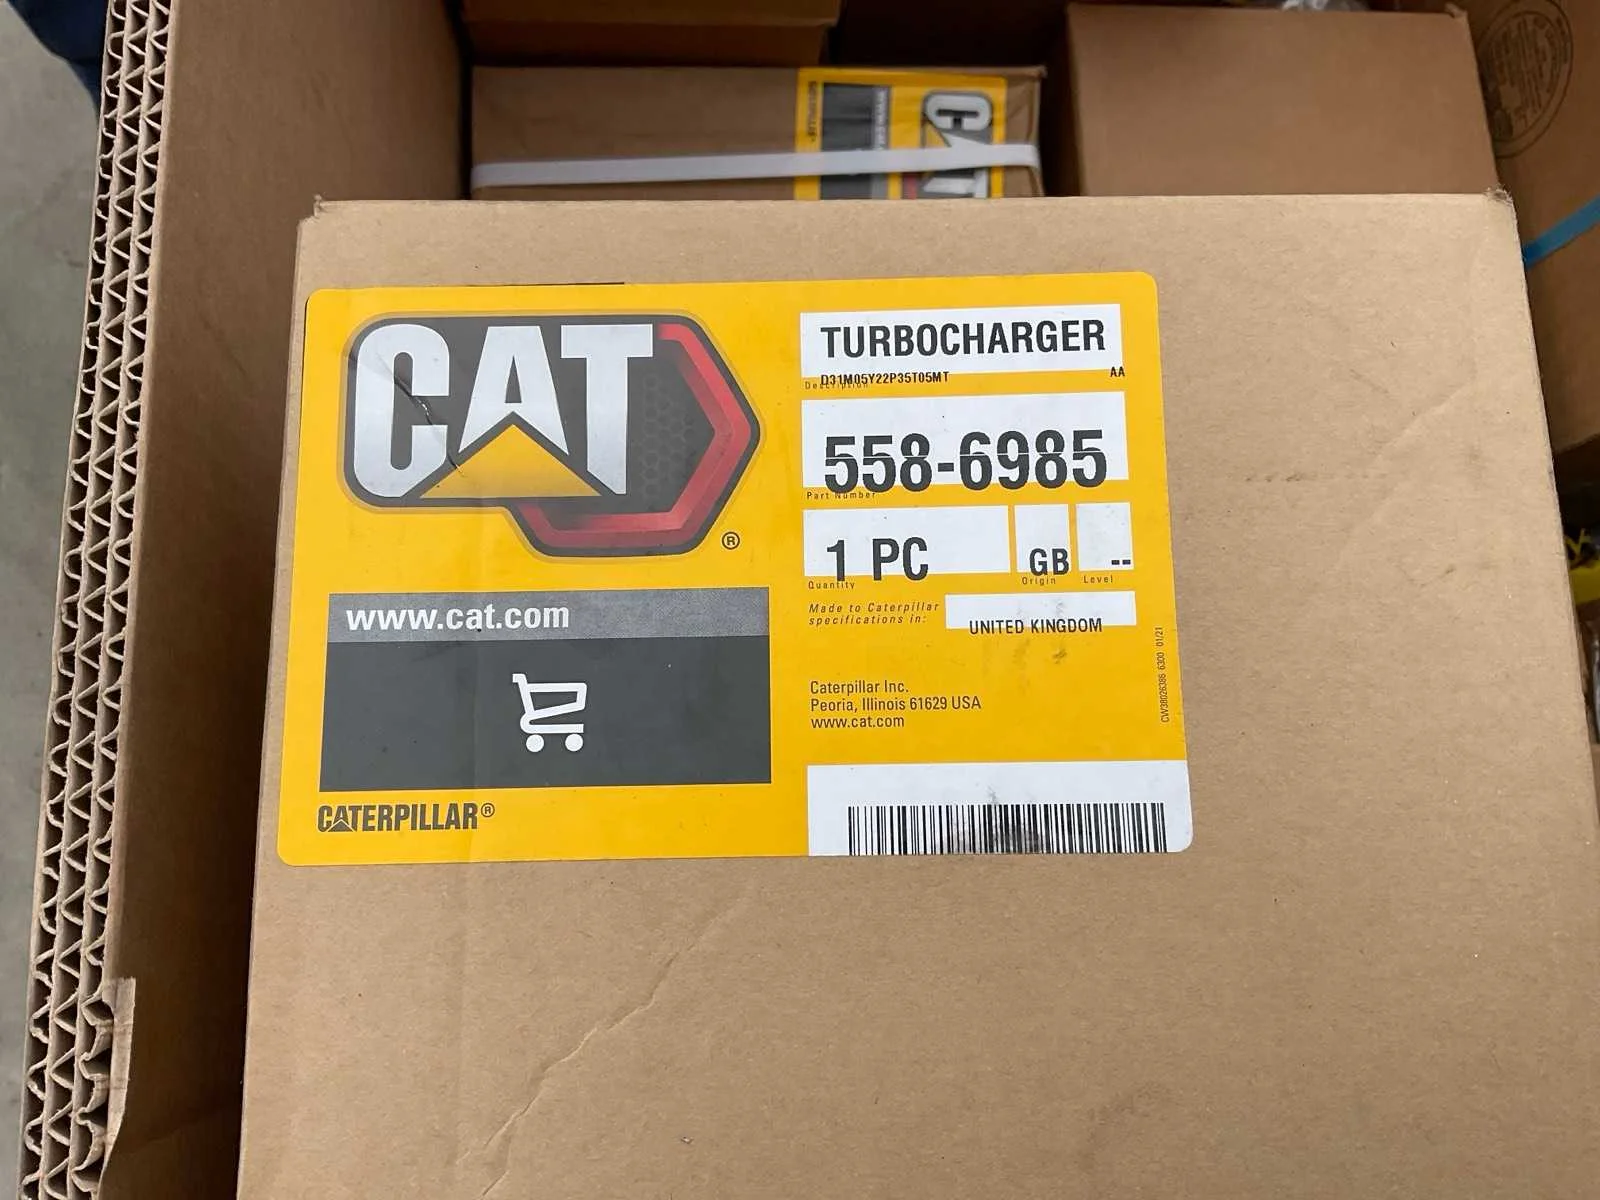 CAT
CAT
®
www.cat.com
CATERPILLAR®
TURBOCHARGER
Description
D31M05Y22P35T05MT
AA
558-6985
Part Number
1 PC
Quantity
GB
Origin
--
Level
Made to Caterpillar
specifications in:
UNITED KINGDOM
Caterpillar Inc.
Peoria, Illinois 61629 USA
www.cat.com